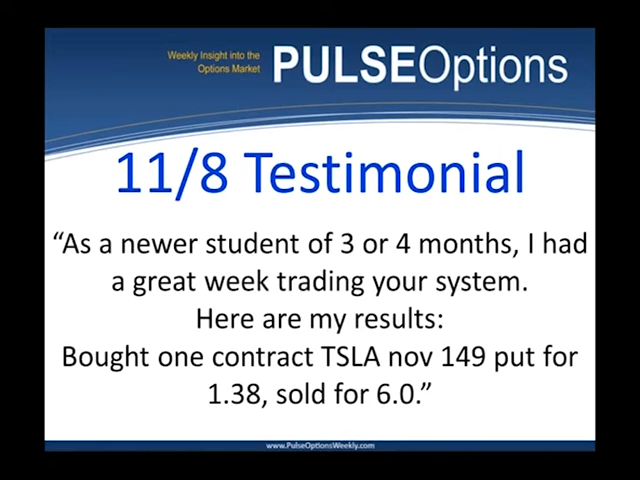 Weekly Insight into the
Options Market
PULSEOptions
11/8 Testimonial
“As a newer student of 3 or 4 months, I had
a great week trading your system.
Here are my results:
Bought one contract TSLA nov 149 put for
1.38, sold for 6.0.”
www.PulseOptionsWeekly.com